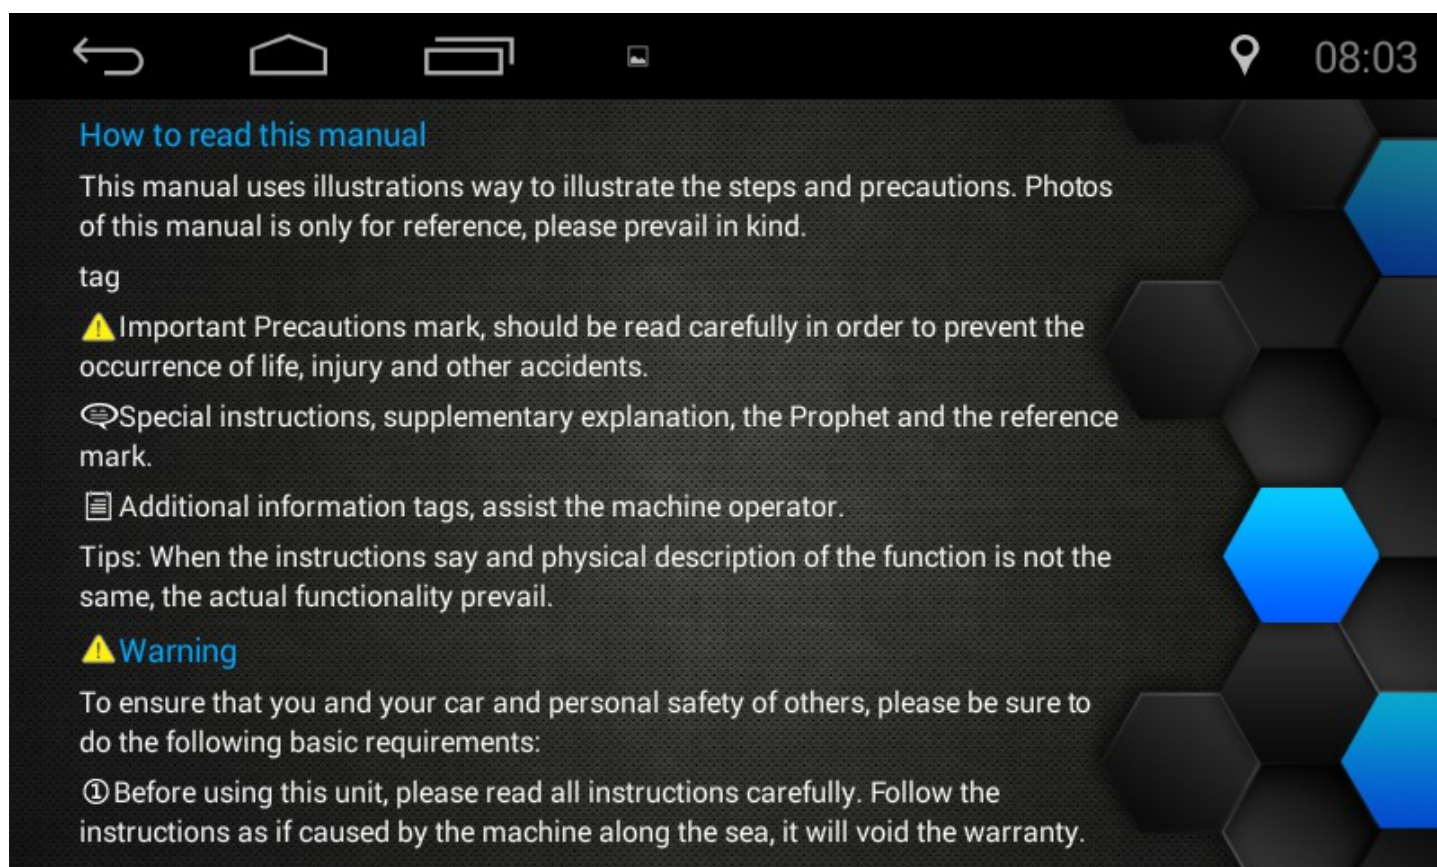 08:03
How to read this manual
This manual uses illustrations way to illustrate the steps and precautions. Photos
of this manual is only for reference, please prevail in kind.
tag
Important Precautions mark, should be read carefully in order to prevent the
occurrence of life, injury and other accidents.
Special instructions, supplementary explanation, the Prophet and the reference
mark.
Additional information tags, assist the machine operator.
Tips: When the instructions say and physical description of the function is not the
same, the actual functionality prevail.
Warning
To ensure that you and your car and personal safety of others, please be sure to
do the following basic requirements:
①Before using this unit, please read all instructions carefully. Follow the
instructions as if caused by the machine along the sea, it will void the warranty.